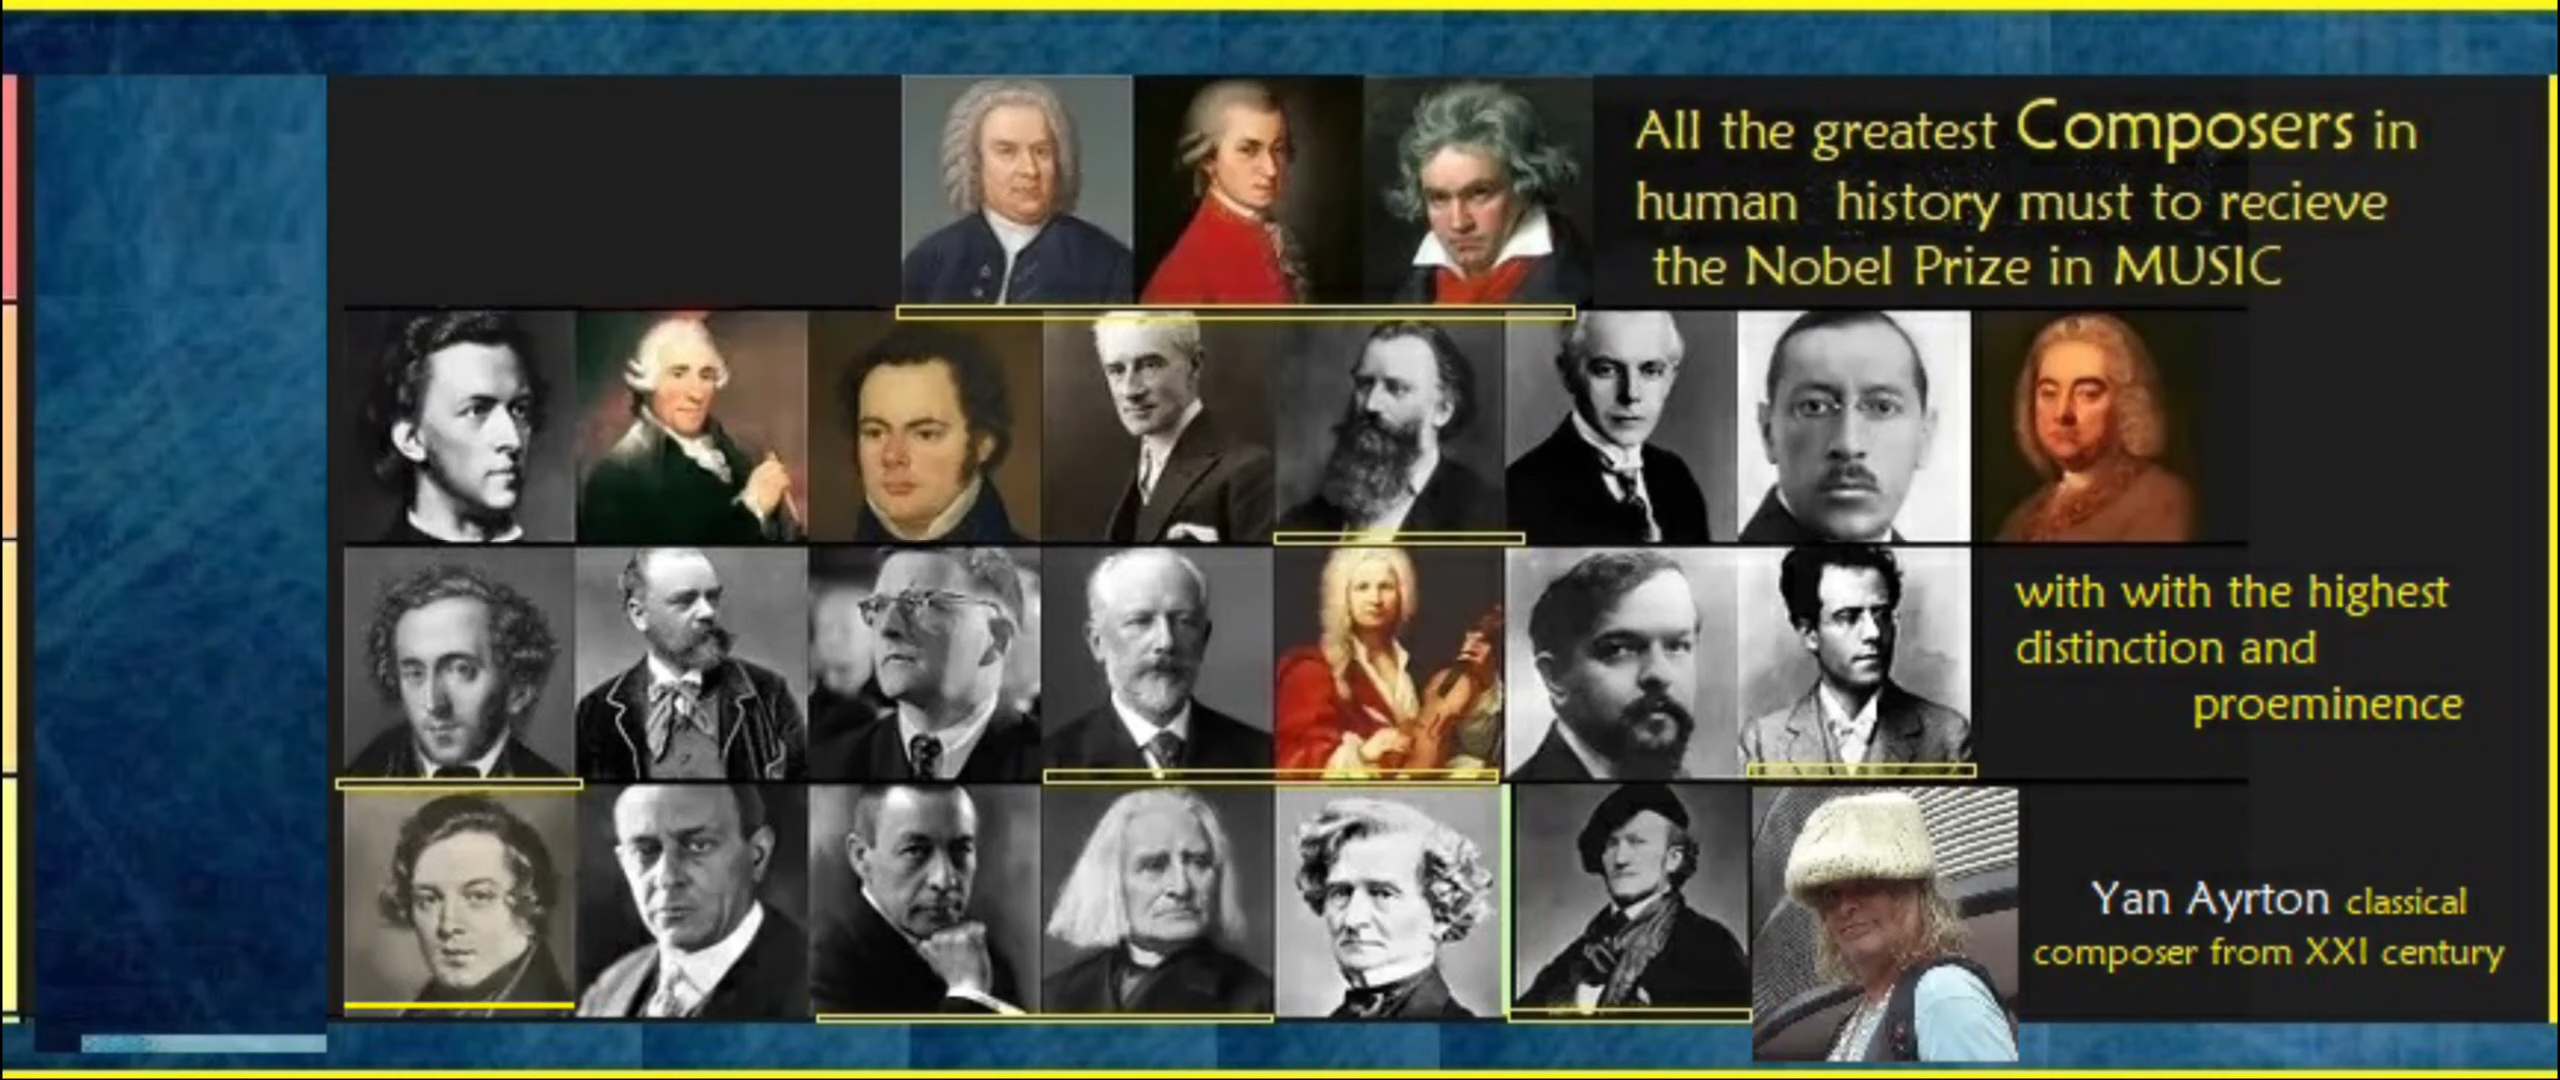 All the greatest Composers in
human history must to recieve
the Nobel Prize in MUSIC
with with the highest
distinction and
proeminence
Yan Ayrton classical
composer from XXI century